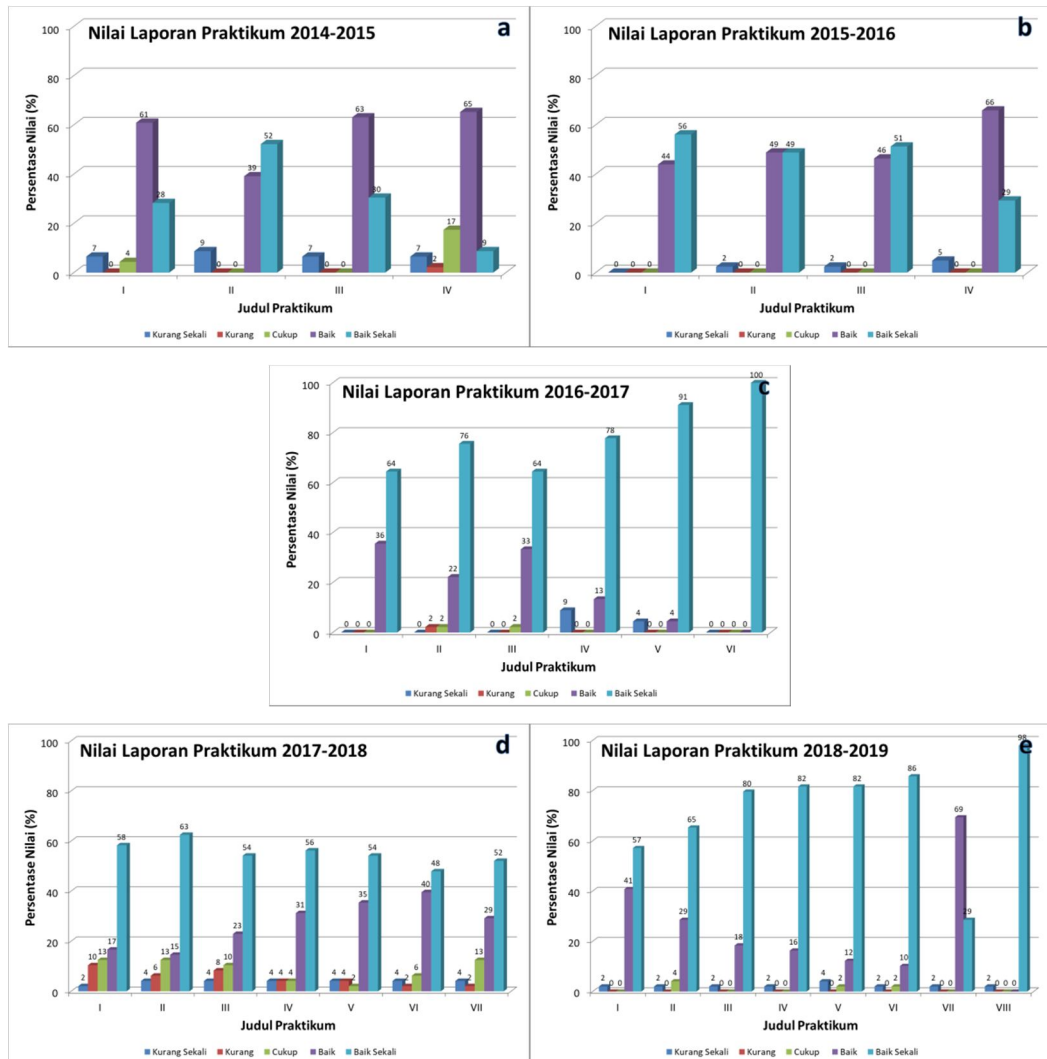 Nilai Laporan Praktikum 2014-2015
a
Persentase Nilai (%)
100
80
60
40
20
0
7 0 4 61 28
9 0 0 39 52
7 0 0 63 30
7 2 17 65 9
I II III IV
Judul Praktikum
Kurang Sekali Kurang Cukup Baik Baik Sekali
Nilai Laporan Praktikum 2015-2016
b
Persentase Nilai (%)
100
80
60
40
20
0
0 0 0 44 56
2 0 0 49 49
2 0 0 46 51
5 0 0 66 29
I II III IV
Judul Praktikum
Kurang Sekali Kurang Cukup Baik Baik Sekali
Nilai Laporan Praktikum 2016-2017
c
Persentase Nilai (%)
100
80
60
40
20
0
0 0 0 36 64
0 2 2 22 76
0 0 2 33 64
9 0 0 13 78
4 0 0 4 91
0 0 0 0 100
I II III IV V VI
Judul Praktikum
Kurang Sekali Kurang Cukup Baik Baik Sekali
Nilai Laporan Praktikum 2017-2018
d
Persentase Nilai (%)
100
80
60
40
20
0
2 10 13 17 58
4 6 13 15 63
4 8 10 23 54
4 4 4 31 56
4 4 2 35 54
4 2 6 40 48
4 2 13 29 52
I II III IV V VI VII
Judul Praktikum
Kurang Sekali Kurang Cukup Baik Baik Sekali
Nilai Laporan Praktikum 2018-2019
e
Persentase Nilai (%)
100
80
60
40
20
0
2 0 0 41 57
2 0 4 29 65
2 0 0 18 80
2 0 0 16 82
4 0 2 12 82
2 0 2 10 86
2 0 0 69 29
2 0 0 0 98
I II III IV V VI VII VIII
Judul Praktikum
Kurang Sekali Kurang Cukup Baik Baik Sekali